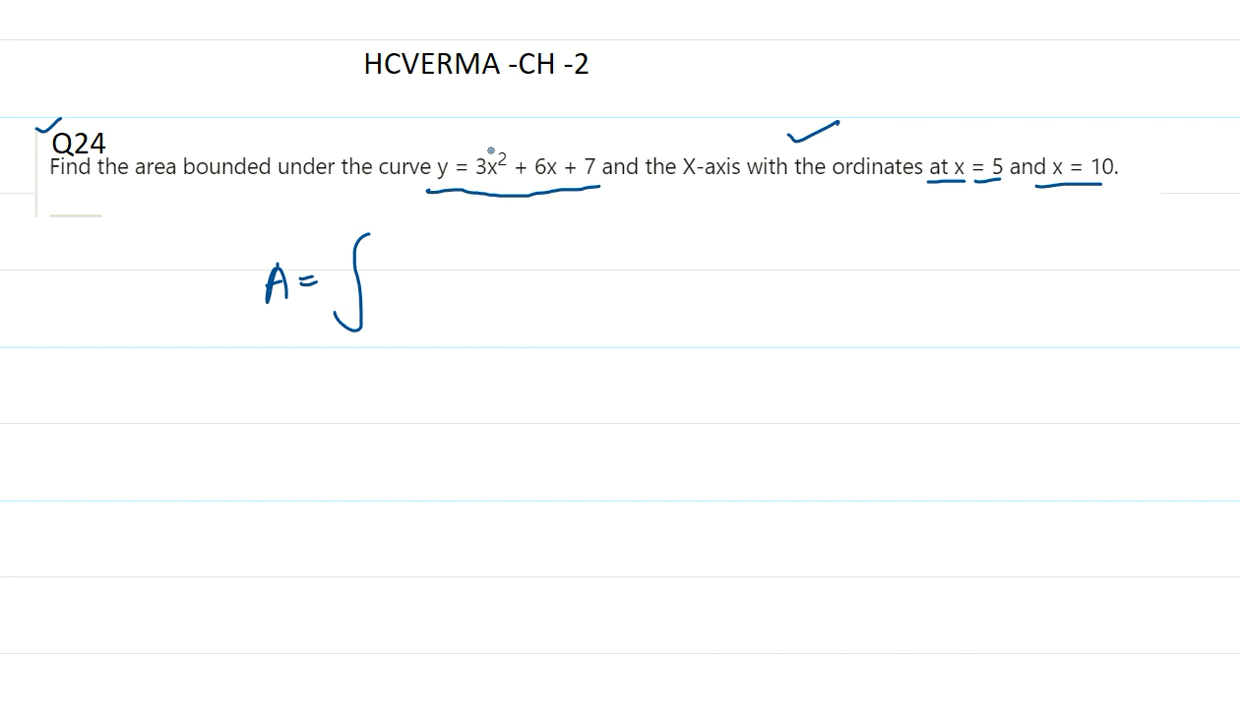 HCVERMA -CH -2
Q24
Find the area bounded under the curve y = 3x² + 6x + 7 and the X-axis with the ordinates at x = 5 and x = 10.
A = ∫